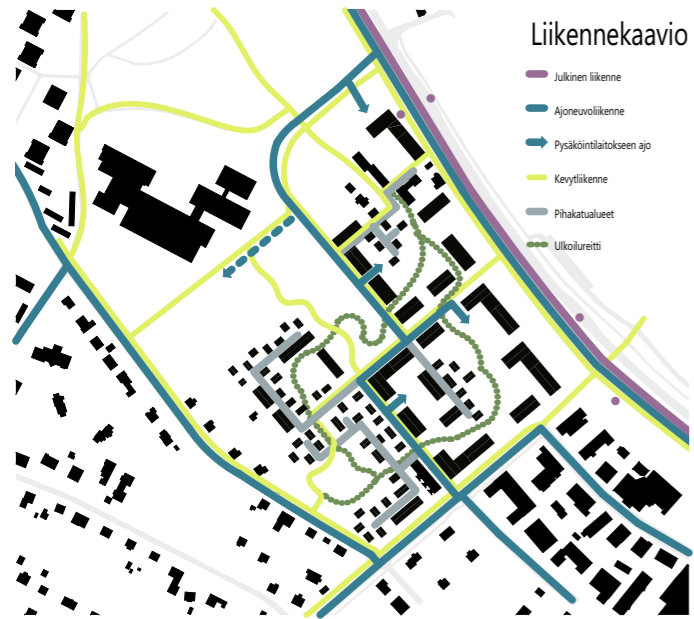 Liikennekaavio
Julkinen liikenne
Ajoneuvoliikenne
Pysäköintilaitokseen ajo
Kevytliikenne
Pihakatualueet
Ulkoilureitti